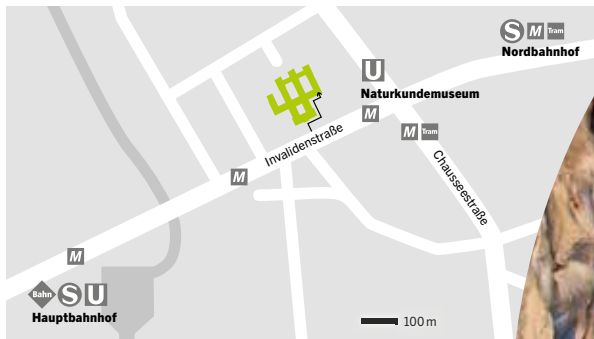 S M Tram
Nordbahnhof
U
Naturkundemuseum
M
M Tram
Invalidenstraße
Chausseestraße
M
M
Bahn S U
Hauptbahnhof
100 m